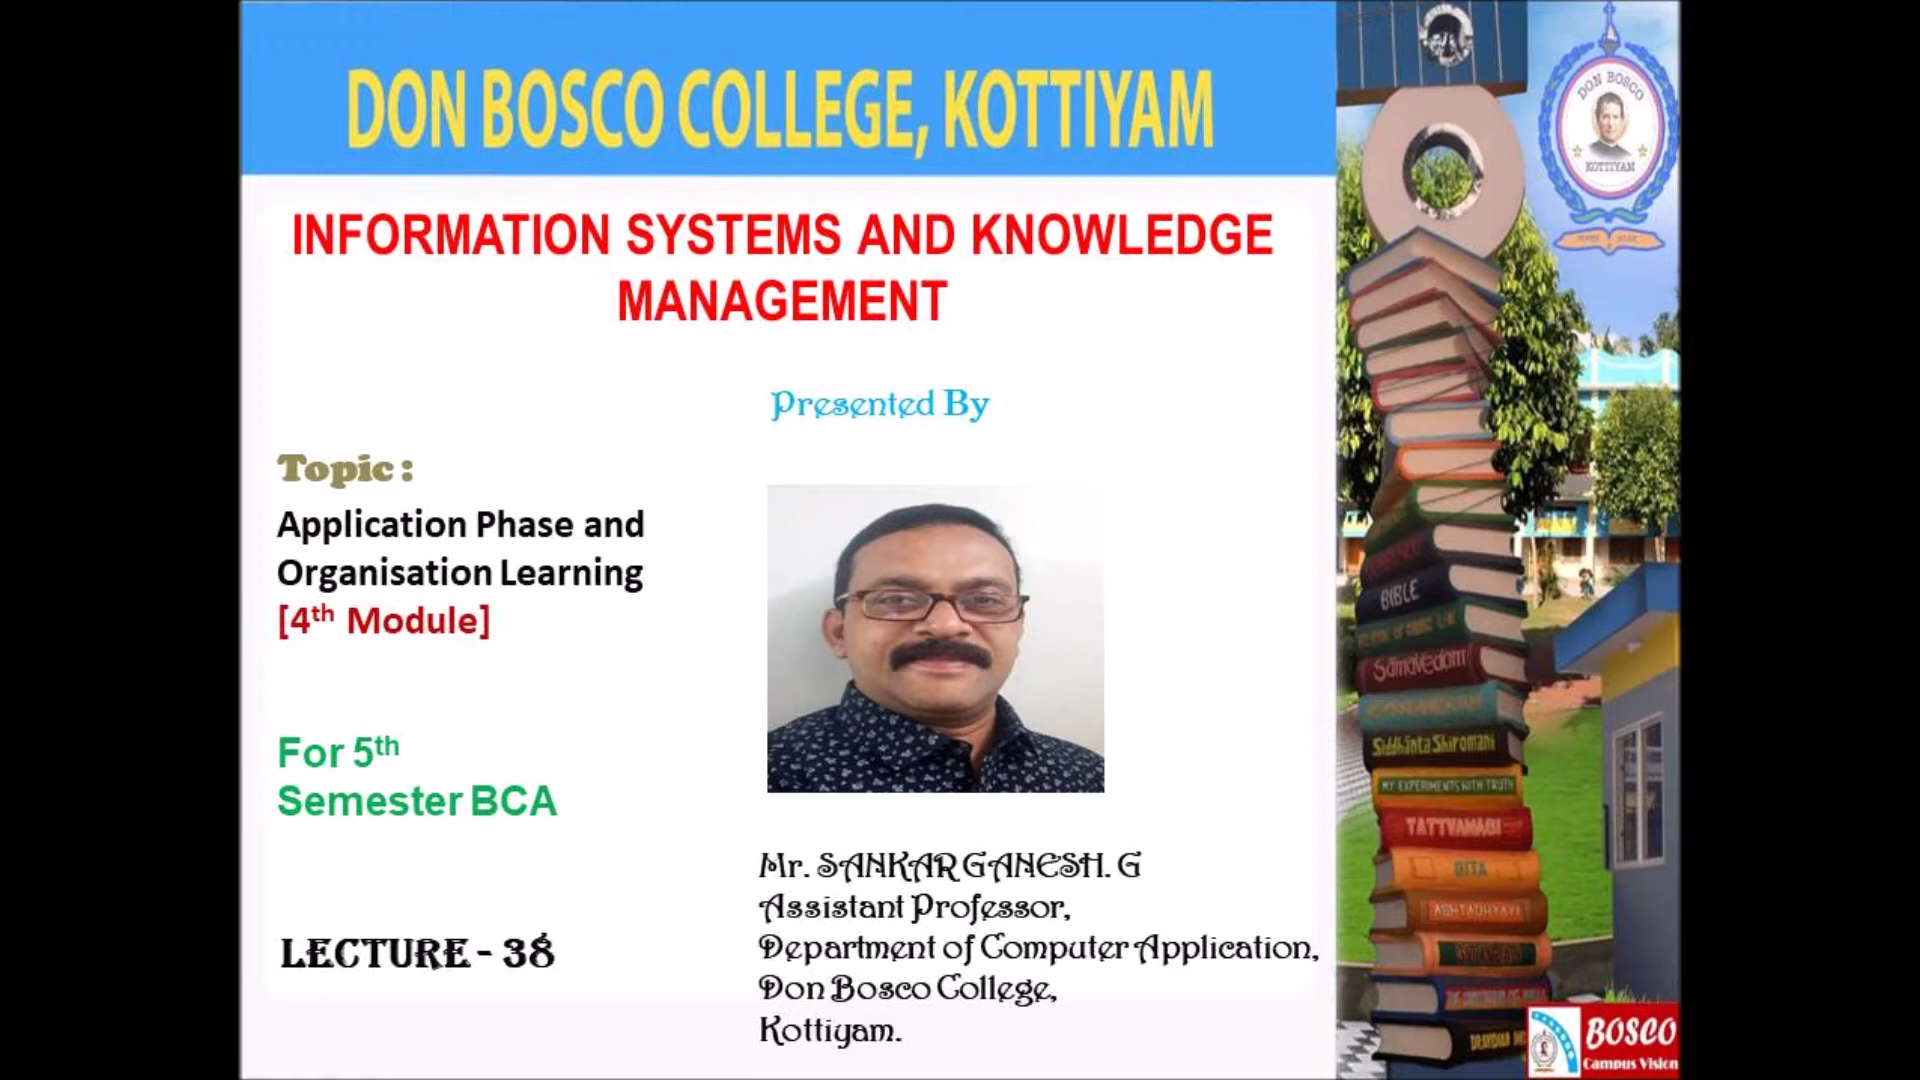 DON BOSCO COLLEGE, KOTTIYAM
INFORMATION SYSTEMS AND KNOWLEDGE
MANAGEMENT
Presented By
Topic :
Application Phase and
Organisation Learning
[4th Module]
For 5th
Semester BCA
LECTURE - 38
Mr. SANKAR GANESH. G
Assistant Professor,
Department of Computer Application,
Don Bosco College,
Kottiyam.
DON BOSCO
KOTTIYAM
BIBLE
Samavedam
Siddhanta Shiromani
MY EXPERIMENTS WITH TRUTH
GITA
BOSCO
Campus Vision